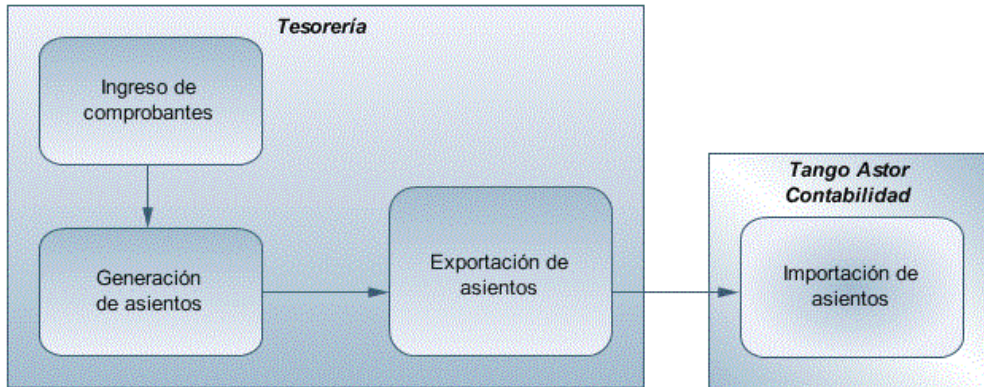 Tesorería
Ingreso de
comprobantes
Generación
de asientos
Exportación de
asientos
Tango Astor
Contabilidad
Importación de
asientos